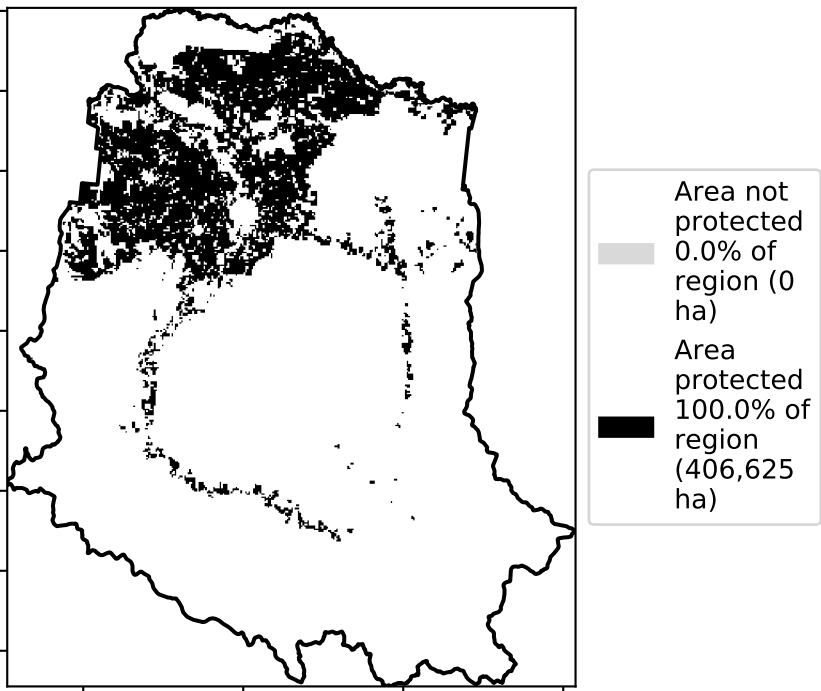 Area not
protected
0.0% of
region (0
ha)
Area
protected
100.0% of
region
(406,625
ha)